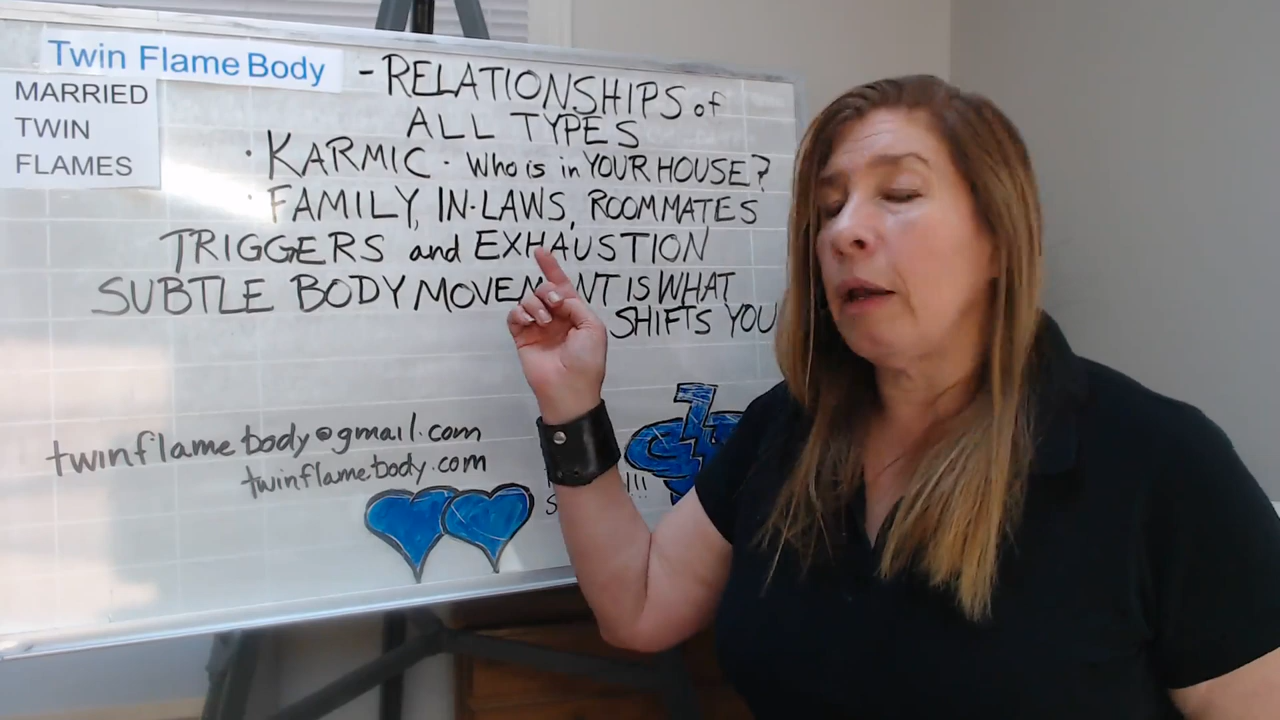 Twin Flame Body
MARRIED
TWIN
FLAMES
-RELATIONSHIPS of
ALL TYPES
· KARMIC · Who is in YOUR HOUSE?
· FAMILY, IN-LAWS, ROOMMATES
TRIGGERS and EXHAUSTION
SUBTLE BODY MOVEMENT IS WHAT
SHIFTS YOU
twinflamebody@gmail.com
twinflamebody.com
!!!